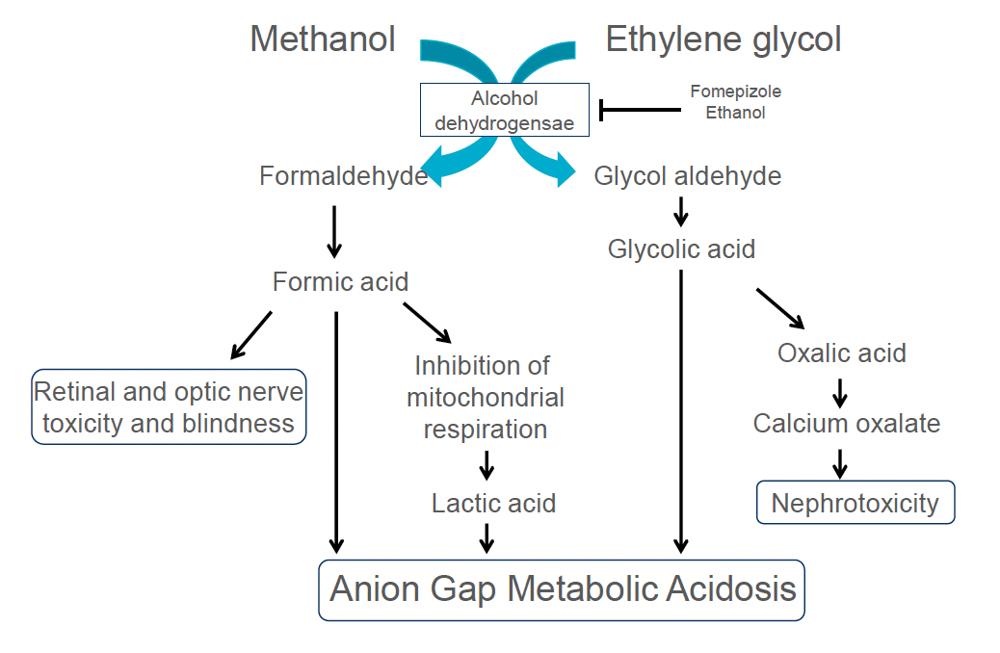 Methanol
Ethylene glycol
Alcohol
dehydrogensae
Fomepizole
Ethanol
Formaldehyde
Glycol aldehyde
Glycolic acid
Formic acid
Oxalic acid
Inhibition of
mitochondrial
respiration
Retinal and optic nerve
toxicity and blindness
Calcium oxalate
Lactic acid
Nephrotoxicity
Anion Gap Metabolic Acidosis